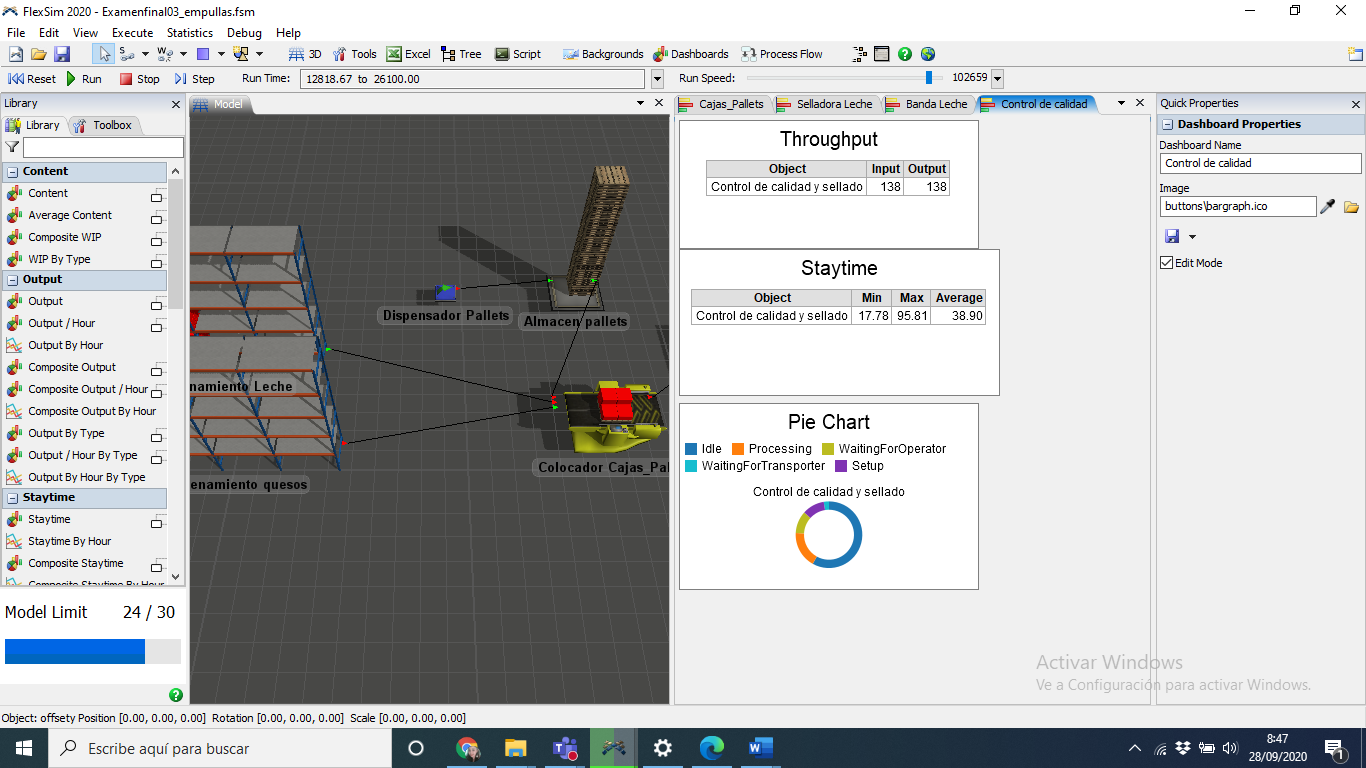 FlexSim 2020 - Examenfinal03_empullas.fsm
File Edit View Execute Statistics Debug Help
3D Tools Excel Tree Script Backgrounds Dashboards Process Flow
Reset Run Stop Step Run Time: 12818.67 to 26100.00 Run Speed: 102659
Library
Library Toolbox
Content
Content
Average Content
Composite WIP
WIP By Type
Output
Output
Output / Hour
Output By Hour
Composite Output
Composite Output / Hour
Composite Output By Hour
Output By Type
Output / Hour By Type
Output By Hour By Type
Staytime
Staytime
Staytime By Hour
Composite Staytime
Composite Staytime By Hour
Model Limit 24 / 30
Model
Dispensador Pallets
Almacen pallets
namiento Leche
Colocador Cajas_Pal
enamiento quesos
Cajas_Pallets Selladora Leche Banda Leche Control de calidad
Throughput
Object Input Output
Control de calidad y sellado 138 138
Staytime
Object Min Max Average
Control de calidad y sellado 17.78 95.81 38.90
Pie Chart
Idle Processing WaitingForOperator
WaitingForTransporter Setup
Control de calidad y sellado
Quick Properties
Dashboard Properties
Dashboard Name
Control de calidad
Image
buttons\bargraph.ico
Edit Mode
Activar Windows
Ve a Configuración para activar Windows.
Object: offsety Position [0.00, 0.00, 0.00] Rotation [0.00, 0.00, 0.00] Scale [0.00, 0.00, 0.00]
Escribe aquí para buscar
8:47
28/09/2020
1